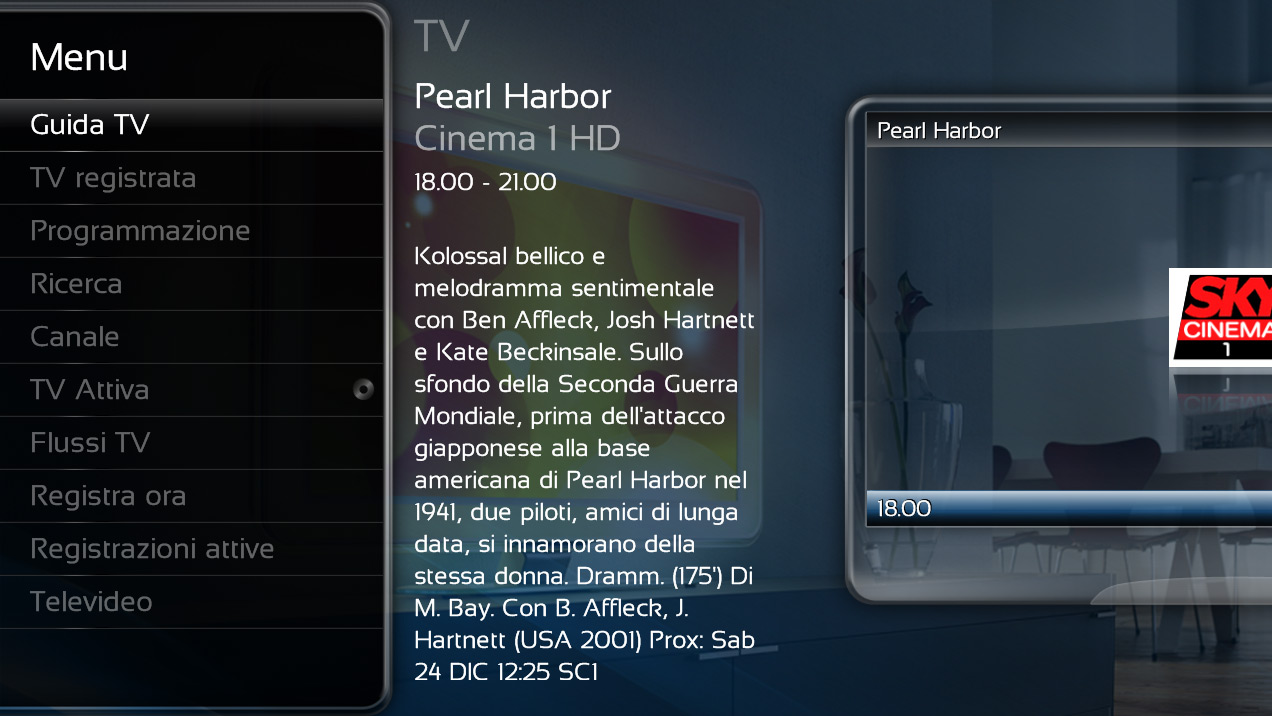 Menu
Guida TV
TV registrata
Programmazione
Ricerca
Canale
TV Attiva
Flussi TV
Registra ora
Registrazioni attive
Televideo
TV
Pearl Harbor
Cinema 1 HD
18.00 - 21.00
Kolossal bellico e
melodramma sentimentale
con Ben Affleck, Josh Hartnett
e Kate Beckinsale. Sullo
sfondo della Seconda Guerra
Mondiale, prima dell'attacco
giapponese alla base
americana di Pearl Harbor nel
1941, due piloti, amici di lunga
data, si innamorano della
stessa donna. Dramm. (175') Di
M. Bay. Con B. Affleck, J.
Hartnett (USA 2001) Prox: Sab
24 DIC 12:25 SC1
Pearl Harbor
SKY
CINEMA
1
18.00